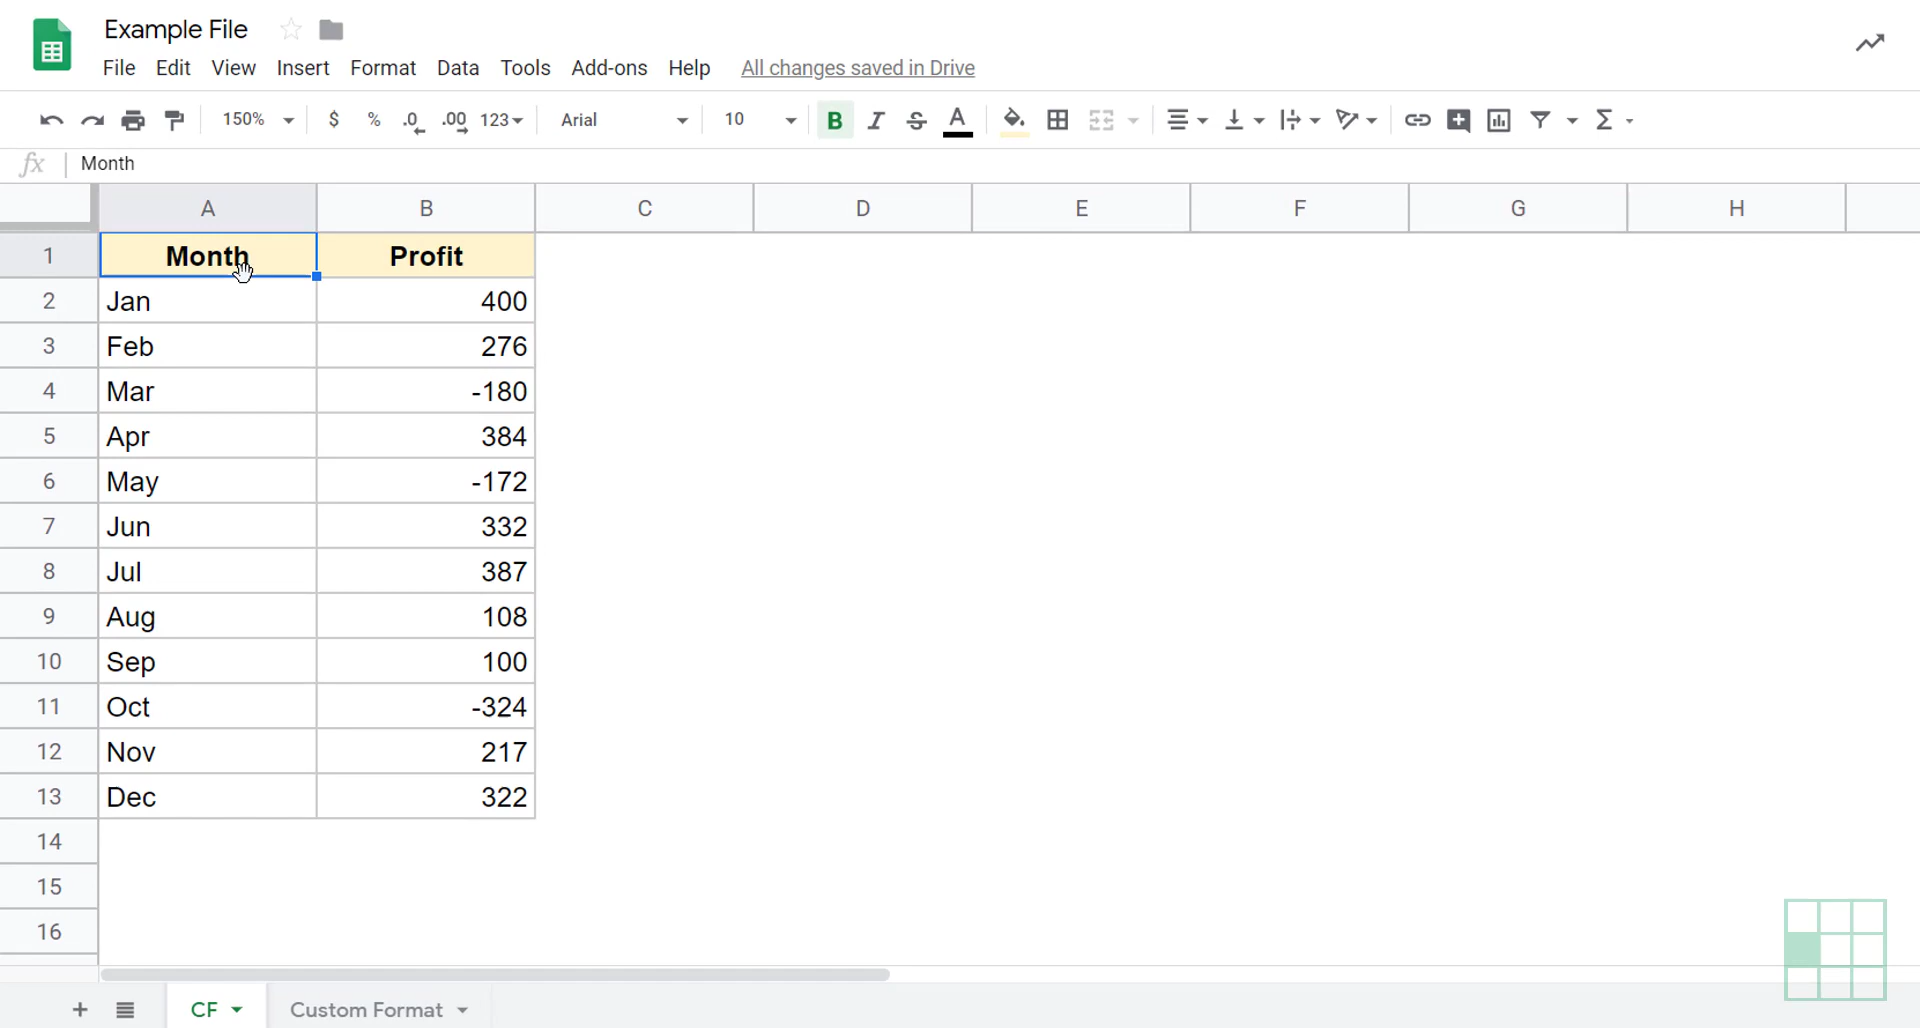 Example File
File Edit View Insert Format Data Tools Add-ons Help All changes saved in Drive
150% $ % .0 .00 123 Arial 10 B I S A Σ
fx Month
A B C D E F G H
1 Month Profit
2 Jan 400
3 Feb 276
4 Mar -180
5 Apr 384
6 May -172
7 Jun 332
8 Jul 387
9 Aug 108
10 Sep 100
11 Oct -324
12 Nov 217
13 Dec 322
14
15
16
+ CF Custom Format